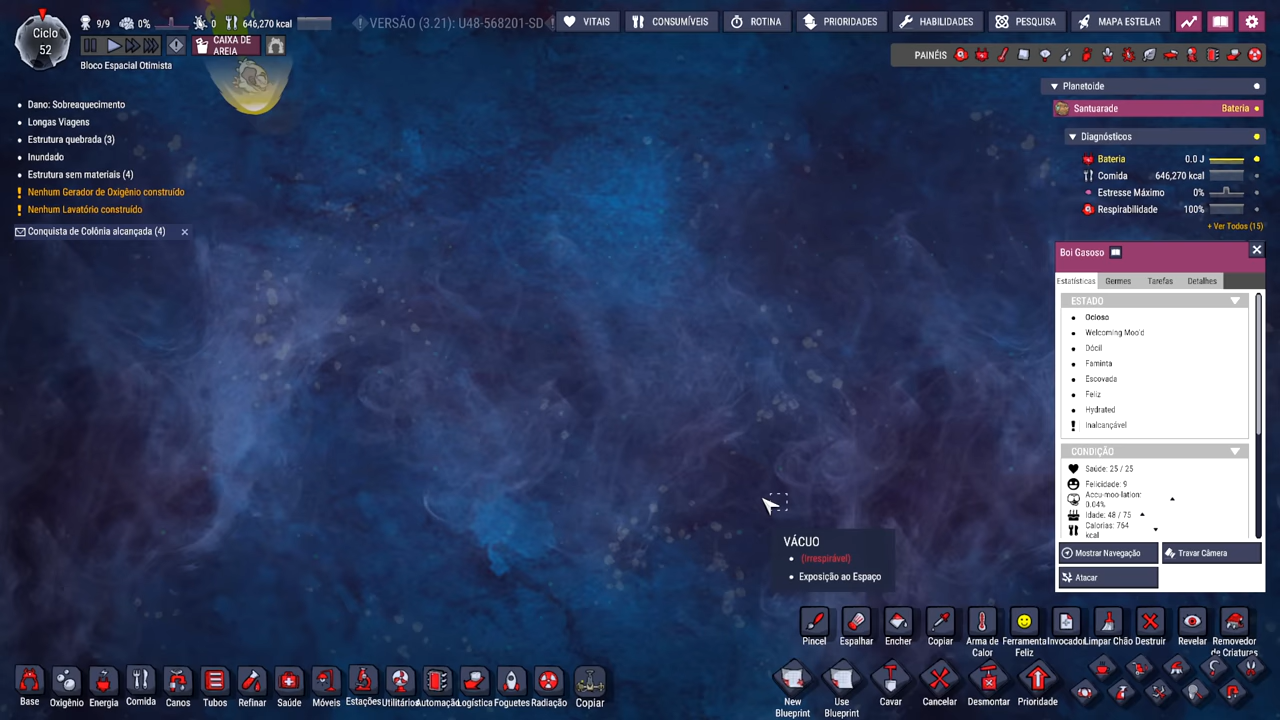 Ciclo
52
9/9
0%
0
646,270 kcal
VERSÃO (3.21): U48-568201-SD
VITAIS
CONSUMÍVEIS
ROTINA
PRIORIDADES
HABILIDADES
PESQUISA
MAPA ESTELAR
CAIXA DE
AREIA
Bloco Espacial Otimista
PAINÉIS
Dano: Sobreaquecimento
Longas Viagens
Estrutura quebrada (3)
Inundado
Estrutura sem materiais (4)
Nenhum Gerador de Oxigênio construído
Nenhum Lavatório construído
Conquista de Colônia alcançada (4)
Planetoide
Santuarade Bateria
Diagnósticos
Bateria 0.0 J
Comida 646,270 kcal
Estresse Máximo 0%
Respirabilidade 100%
+ Ver Todos (15)
Boi Gasoso
Estatísticas Germes Tarefas Detalhes
ESTADO
Ocioso
Welcoming Moo'd
Dócil
Faminta
Escovada
Feliz
Hydrated
Inalcançável
CONDIÇÃO
Saúde: 25 / 25
Felicidade: 9
Accu-moo-lation:
0.04%
Idade: 48 / 75
Calorias: 764
kcal
Mostrar Navegação
Travar Câmera
Atacar
VÁCUO
(Irrespirável)
Exposição ao Espaço
Pincel
Espalhar
Encher
Copiar
Arma de
Calor
Ferramenta
Feliz
Invocador
Limpar Chão
Destruir
Revelar
Removedor
de Criaturas
Base
Oxigênio
Energia
Comida
Canos
Tubos
Refinar
Saúde
Móveis
Estações
Utilitários
Automação
Logística
Foguetes
Radiação
Copiar
New
Blueprint
Use
Blueprint
Cavar
Cancelar
Desmontar
Prioridade